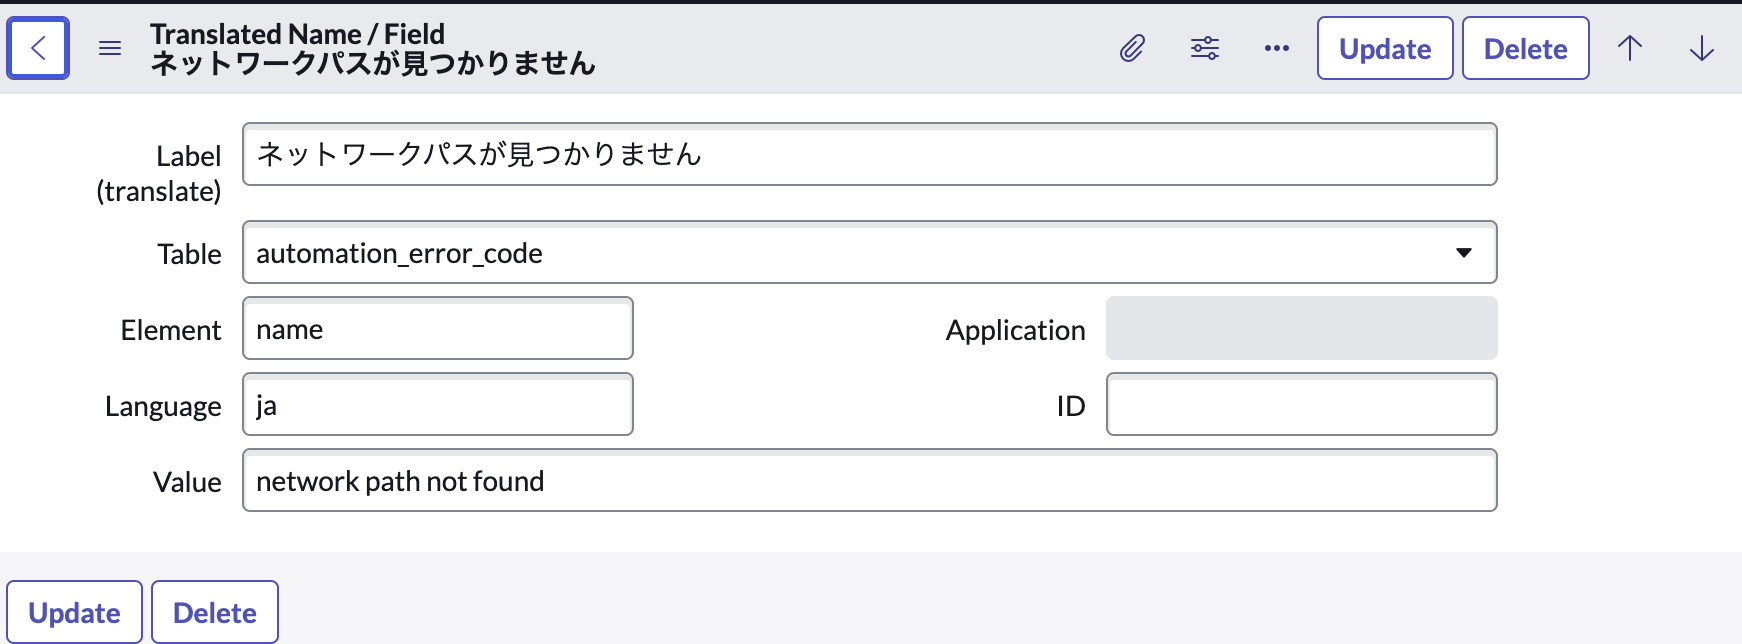 Translated Name / Field
ネットワークパスが見つかりません
Update
Delete
Label
(translate)
ネットワークパスが見つかりません
Table
automation_error_code
Element
name
Application
Language
ja
ID
Value
network path not found
Update
Delete